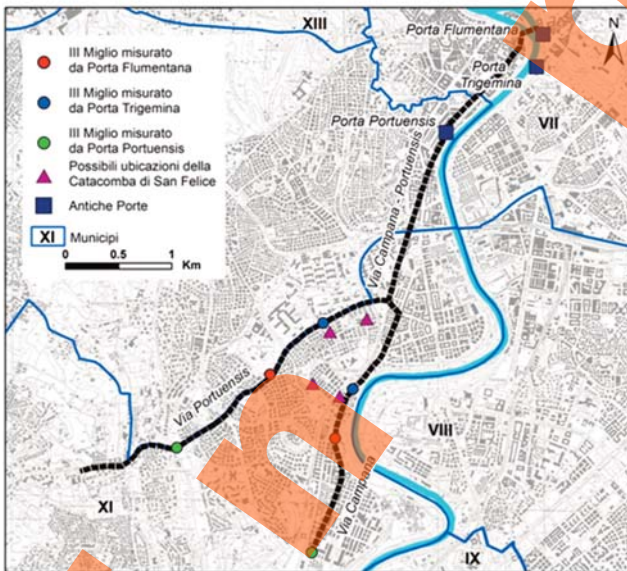 XIII
Porta Flumentana
N
III Miglio misurato
da Porta Flumentana
Porta
Trigemina
III Miglio misurato
da Porta Trigemina
Porta Portuensis
VII
III Miglio misurato
da Porta Portuensis
Possibili ubicazioni della
Catacomba di San Felice
Antiche Porte
XI Municipi
0 0.5 1
Km
Via Campana - Portuensis
Via Portuensis
VIII
XI
Via Campana
IX